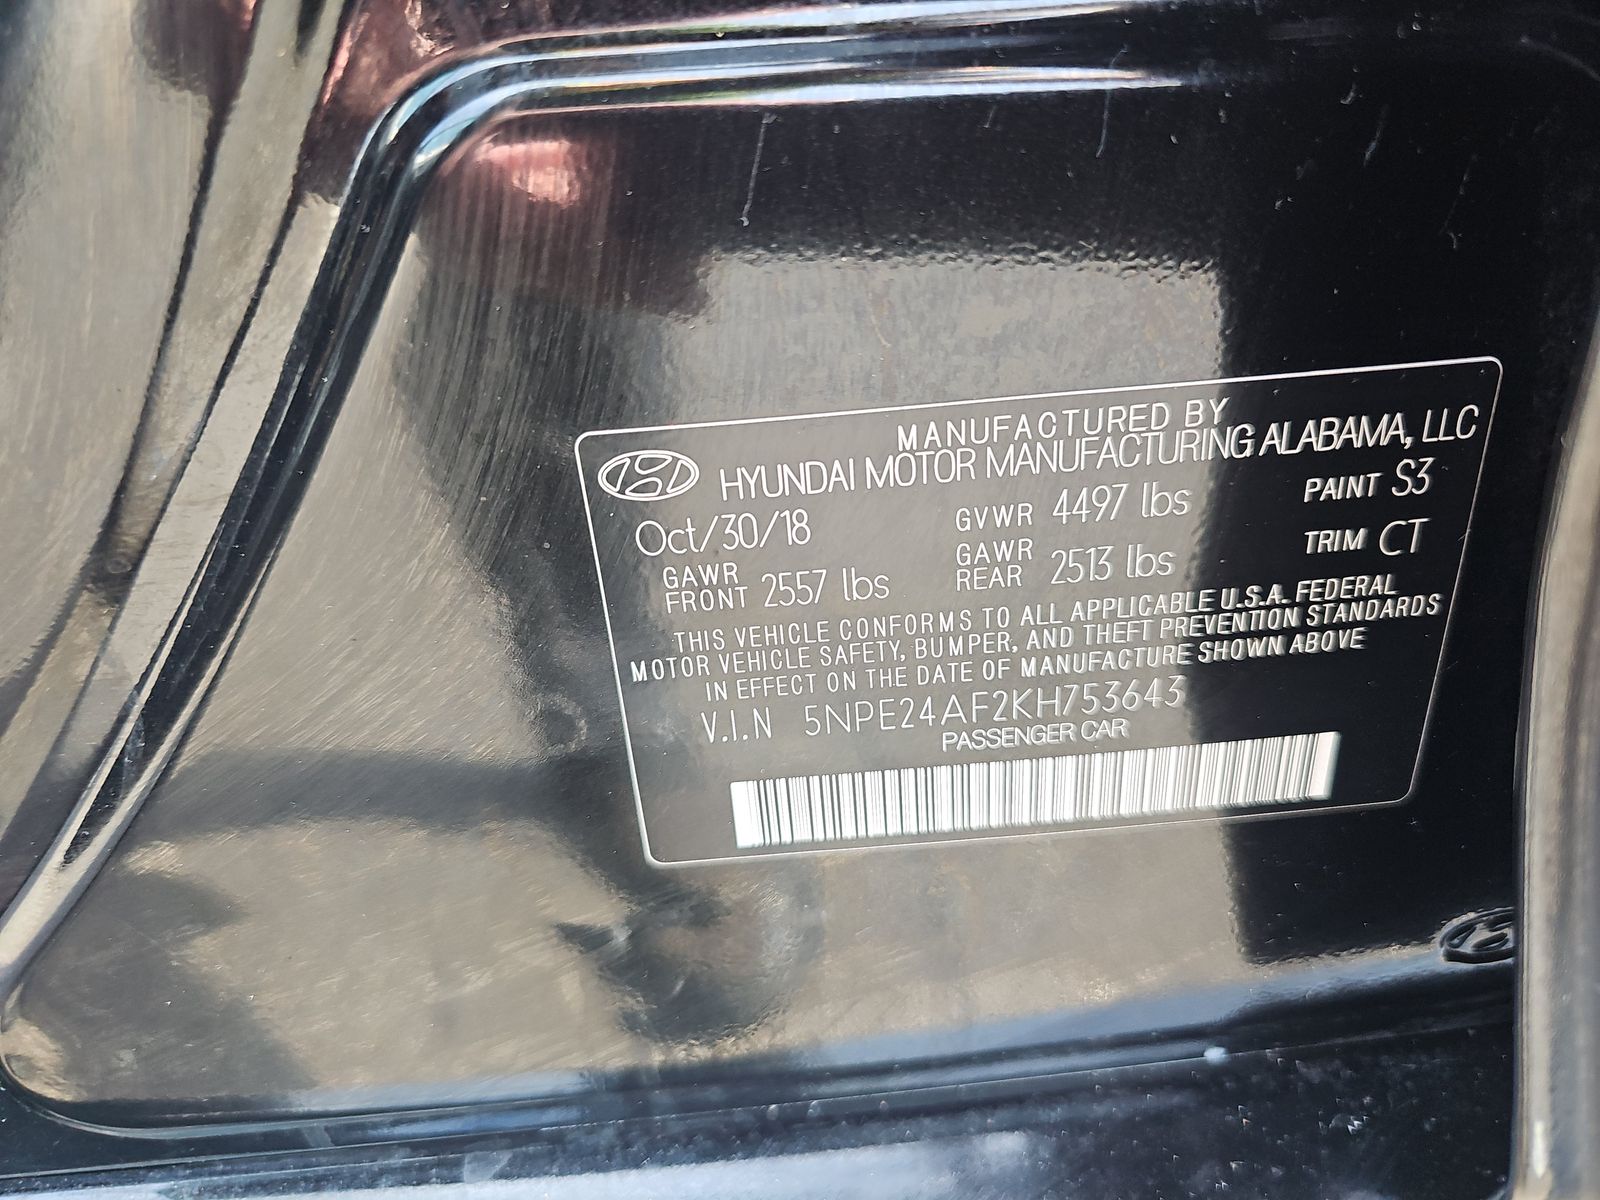 MANUFACTURED BY
HYUNDAI MOTOR MANUFACTURING ALABAMA, LLC
Oct/30/18 GVWR 4497 lbs PAINT S3
GAWR FRONT 2557 lbs GAWR REAR 2513 lbs TRIM CT
THIS VEHICLE CONFORMS TO ALL APPLICABLE U.S.A. FEDERAL
MOTOR VEHICLE SAFETY, BUMPER, AND THEFT PREVENTION STANDARDS
IN EFFECT ON THE DATE OF MANUFACTURE SHOWN ABOVE
V.I.N 5NPE24AF2KH753643
PASSENGER CAR